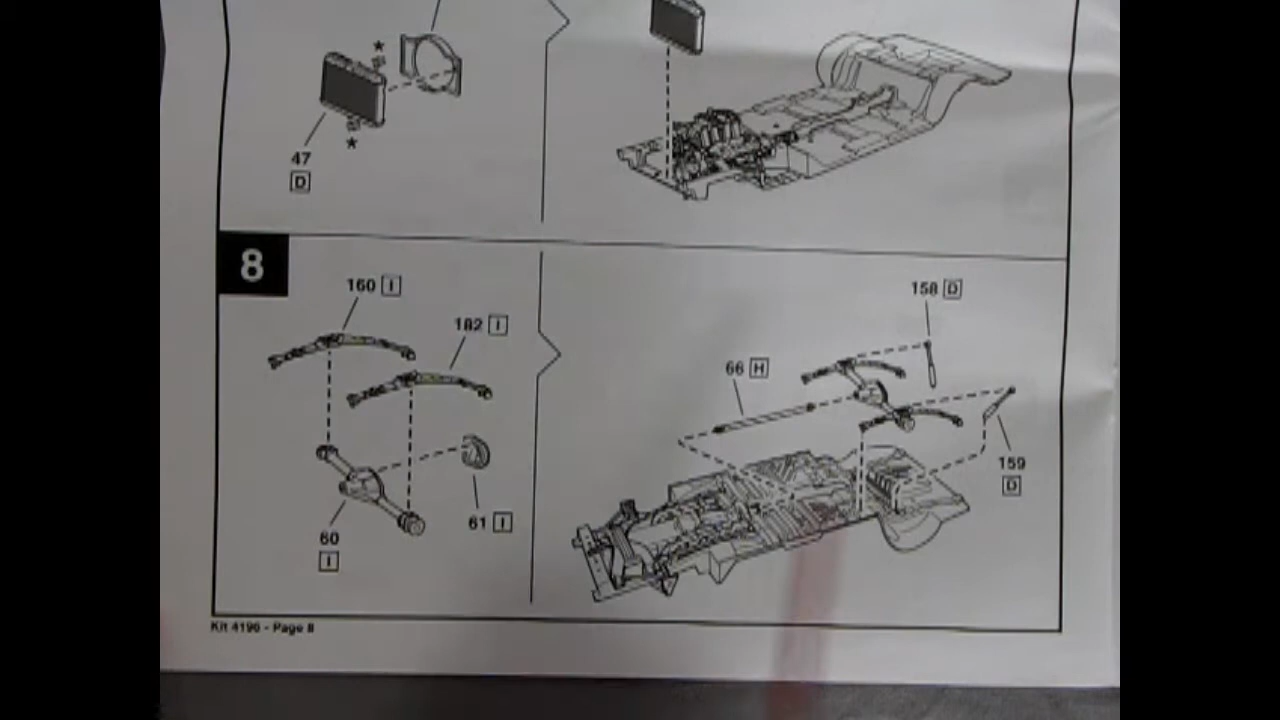 ★
★
47
D
8
160 I
182 I
158 D
66 H
159
D
61 I
60
I
Kit 4196 - Page 8